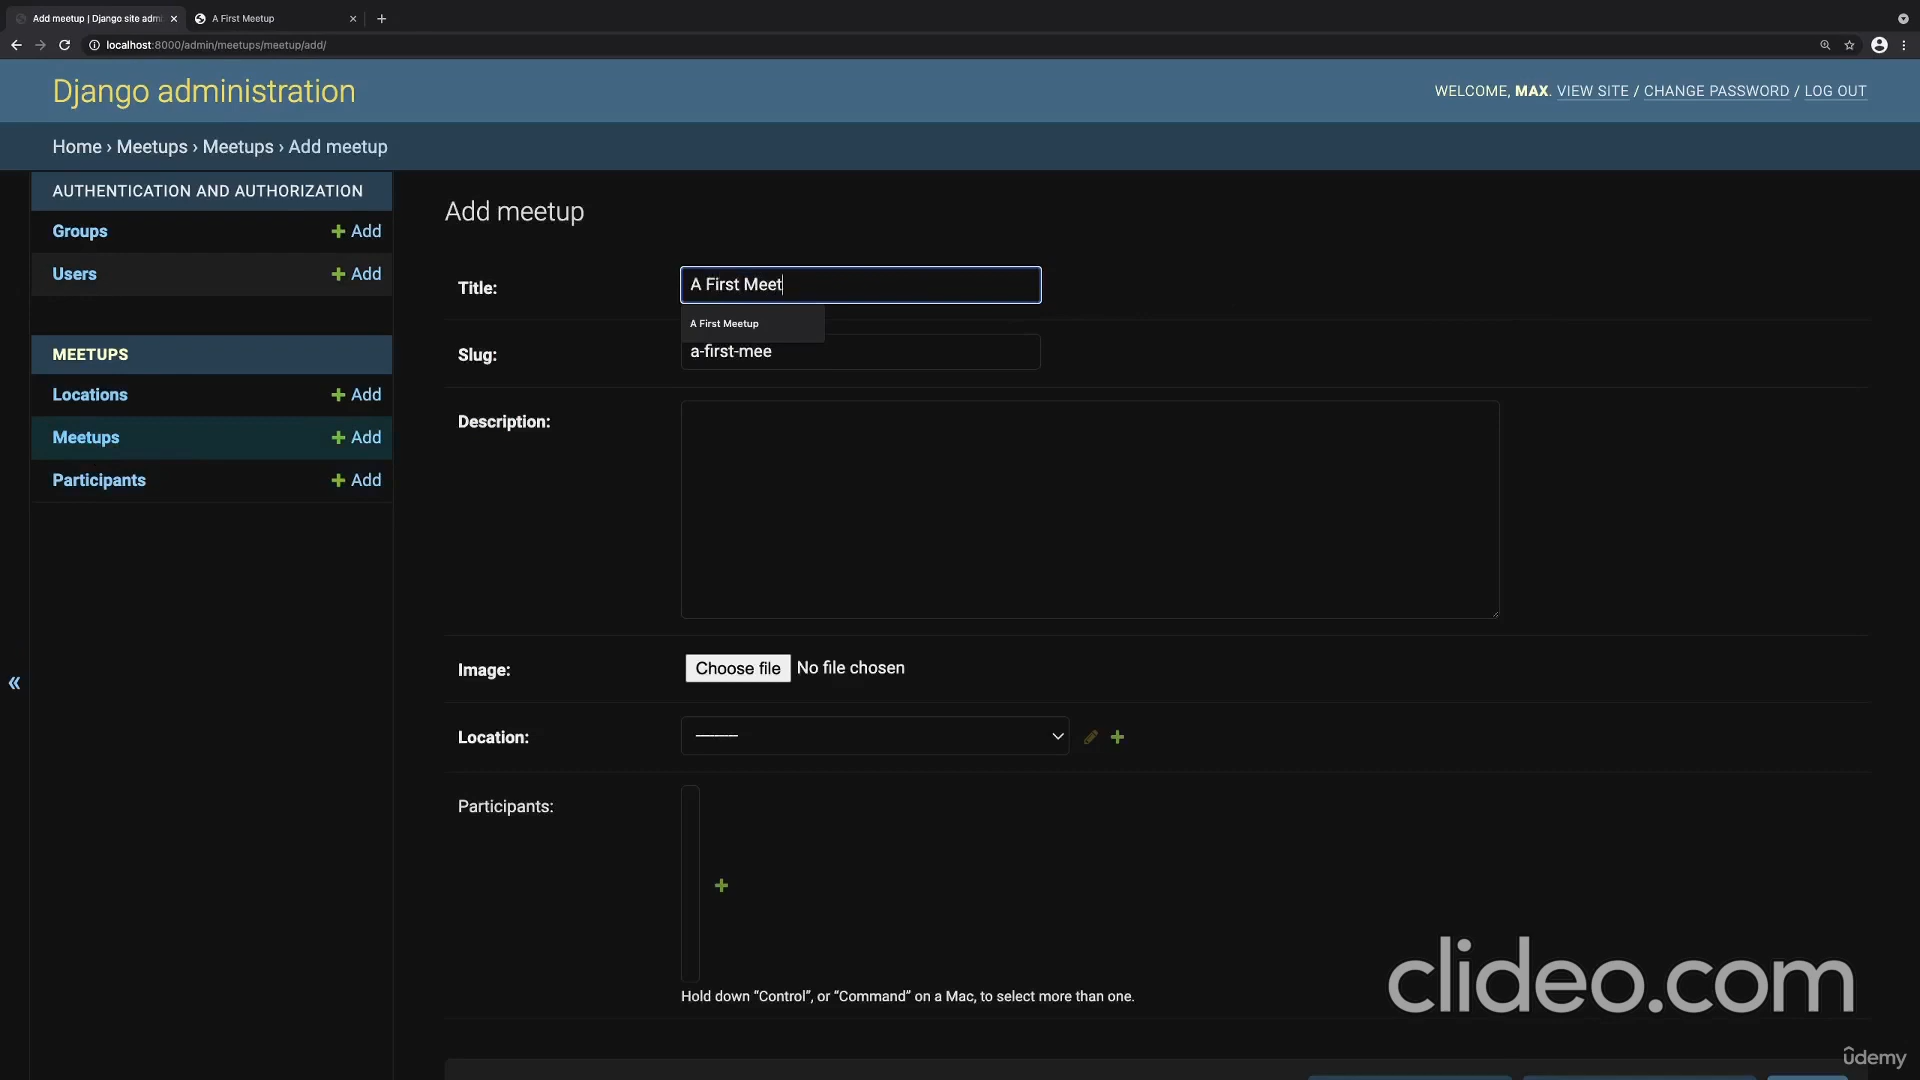 Add meetup | Django site adm
A First Meetup
localhost:8000/admin/meetups/meetup/add/
Django administration
WELCOME, MAX. VIEW SITE / CHANGE PASSWORD / LOG OUT
Home › Meetups › Meetups › Add meetup
AUTHENTICATION AND AUTHORIZATION
Groups + Add
Users + Add
MEETUPS
Locations + Add
Meetups + Add
Participants + Add
«
Add meetup
Title: A First Meet
A First Meetup
Slug: a-first-mee
Description:
Image: Choose file No file chosen
Location: ---------
Participants:
Hold down “Control”, or “Command” on a Mac, to select more than one.
clideo.com
udemy